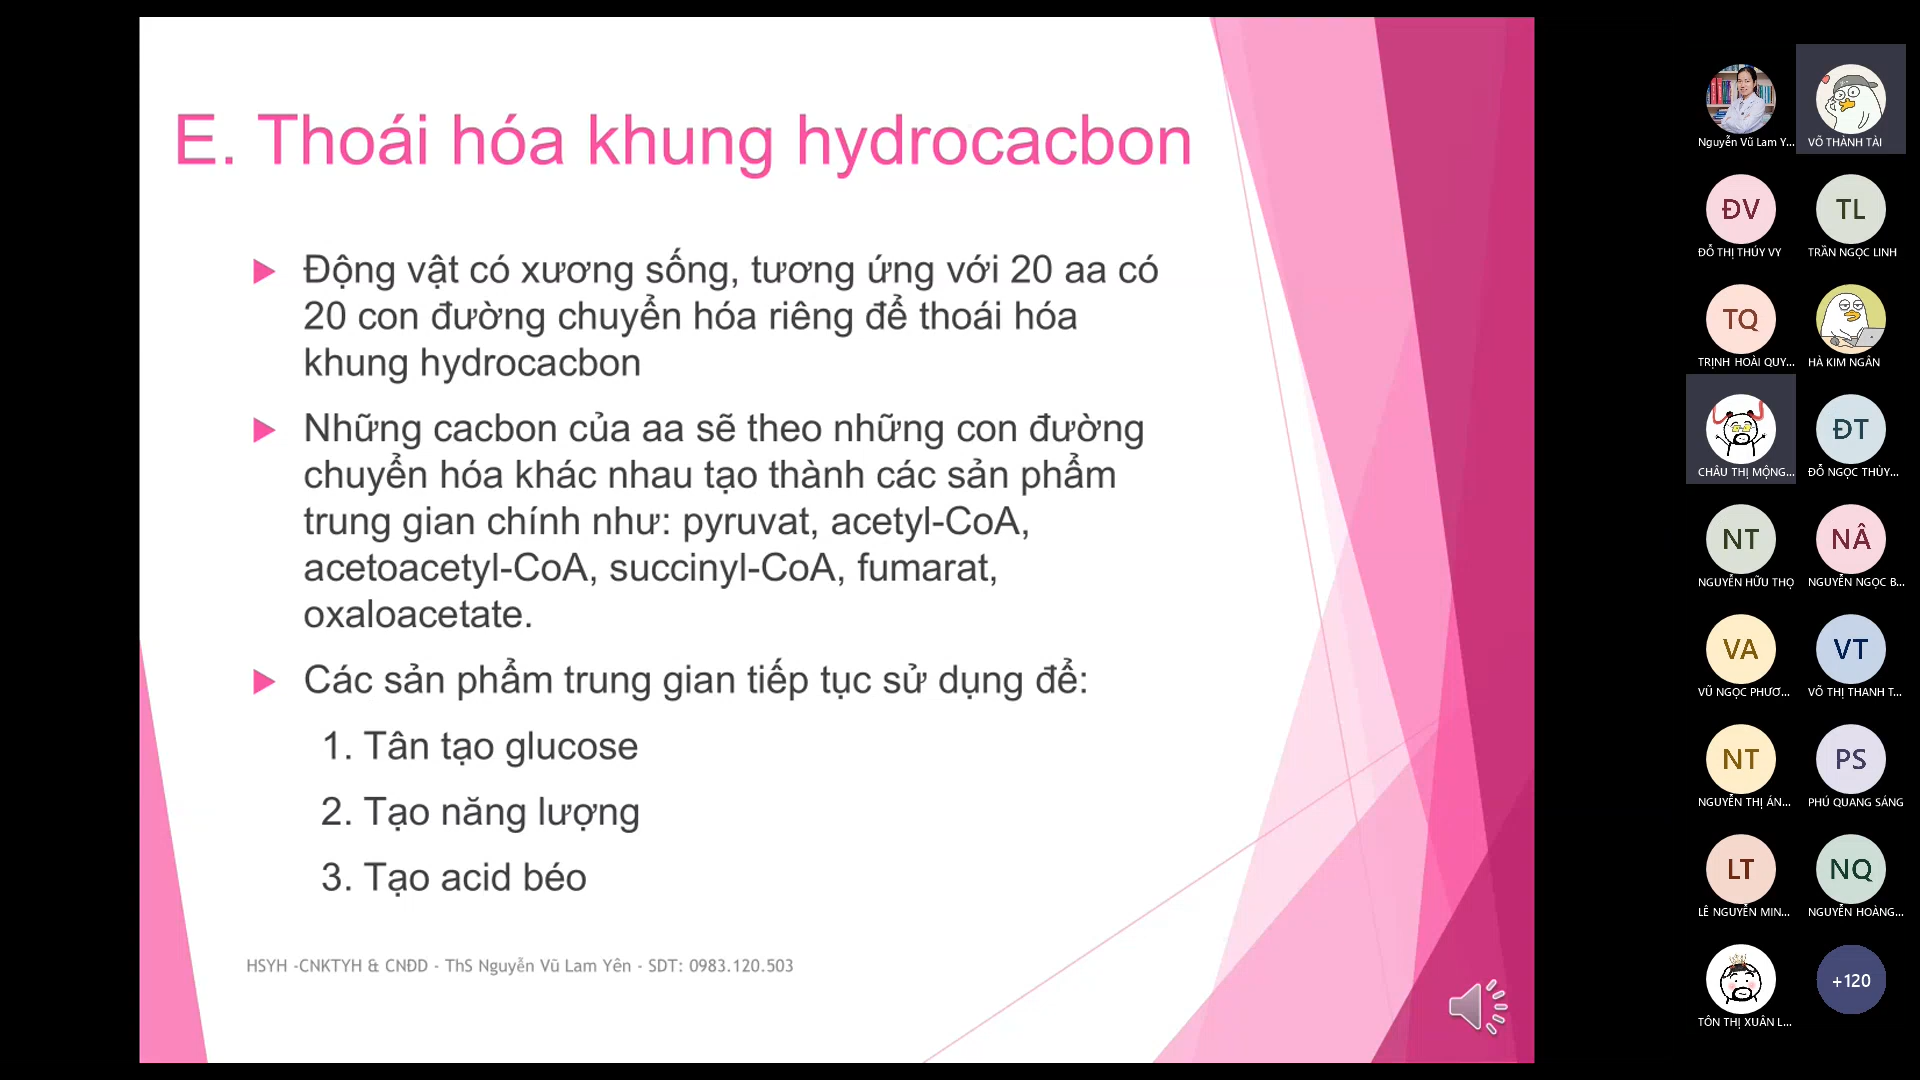 E. Thoái hóa khung hydrocacbon
Động vật có xương sống, tương ứng với 20 aa có
20 con đường chuyển hóa riêng để thoái hóa
khung hydrocacbon
Những cacbon của aa sẽ theo những con đường
chuyển hóa khác nhau tạo thành các sản phẩm
trung gian chính như: pyruvat, acetyl-CoA,
acetoacetyl-CoA, succinyl-CoA, fumarat,
oxaloacetate.
Các sản phẩm trung gian tiếp tục sử dụng để:
1. Tân tạo glucose
2. Tạo năng lượng
3. Tạo acid béo
HSYH -CNKTYH & CNĐD - ThS Nguyễn Vũ Lam Yên - SDT: 0983.120.503
Nguyễn Vũ Lam Y...
VÕ THÀNH TÀI
ĐV
TL
ĐỖ THỊ THÚY VY
TRẦN NGỌC LINH
TQ
TRỊNH HOÀI QUY...
HÀ KIM NGÂN
ĐT
CHÂU THỊ MỘNG...
ĐỖ NGỌC THÙY...
NT
NÂ
NGUYỄN HỮU THỌ
NGUYỄN NGỌC B...
VA
VT
VŨ NGỌC PHƯƠ...
VÕ THỊ THANH T...
NT
PS
NGUYỄN THỊ ÁN...
PHÚ QUANG SÁNG
LT
NQ
LÊ NGUYỄN MIN...
NGUYỄN HOÀNG...
+120
TÔN THỊ XUÂN L...